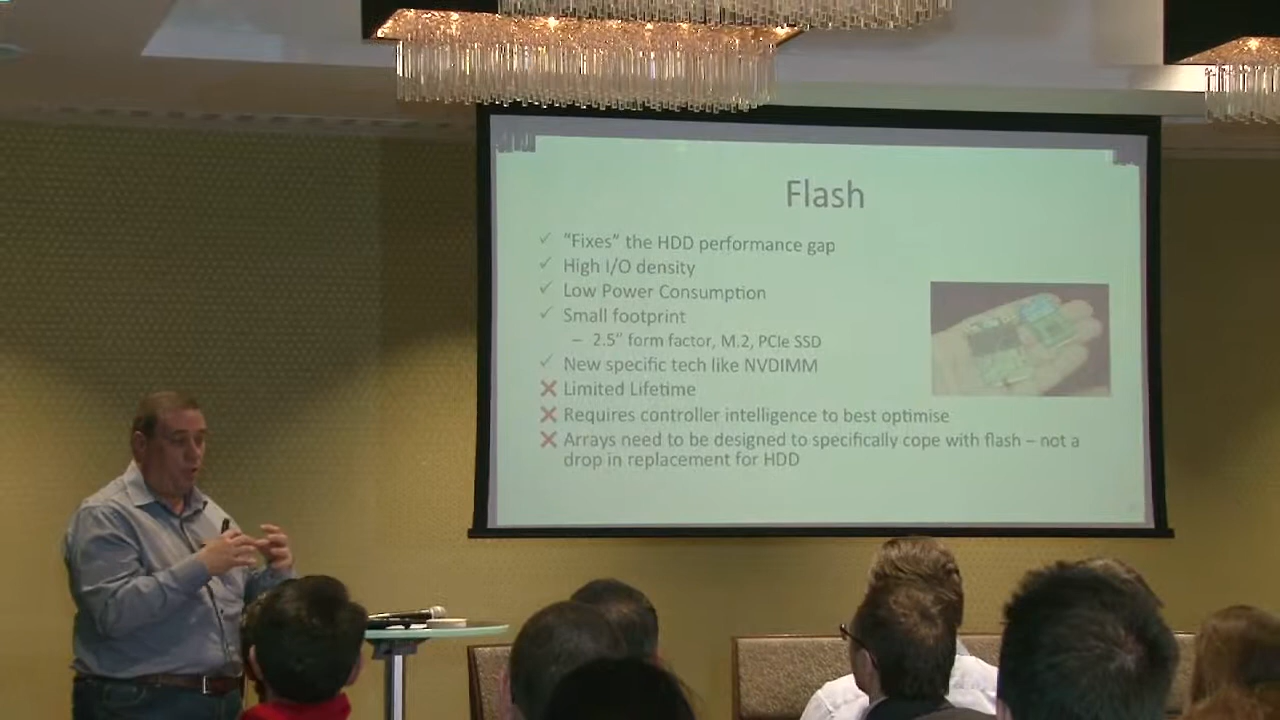 Flash
✓ “Fixes” the HDD performance gap
✓ High I/O density
✓ Low Power Consumption
✓ Small footprint
– 2.5” form factor, M.2, PCIe SSD
✓ New specific tech like NVDIMM
✗ Limited Lifetime
✗ Requires controller intelligence to best optimise
✗ Arrays need to be designed to specifically cope with flash – not a
drop in replacement for HDD